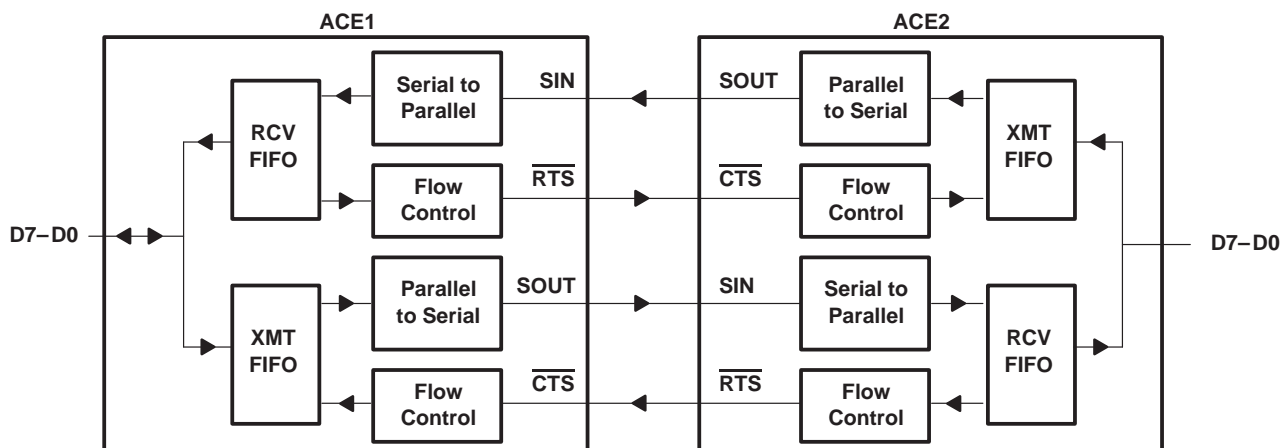 ACE1
ACE2
Serial to
Parallel
SIN
SOUT
Parallel
to Serial
RCV
FIFO
XMT
FIFO
Flow
Control
RTS
CTS
Flow
Control
D7–D0
D7–D0
Parallel
to Serial
SOUT
SIN
Serial to
Parallel
XMT
FIFO
RCV
FIFO
Flow
Control
CTS
RTS
Flow
Control